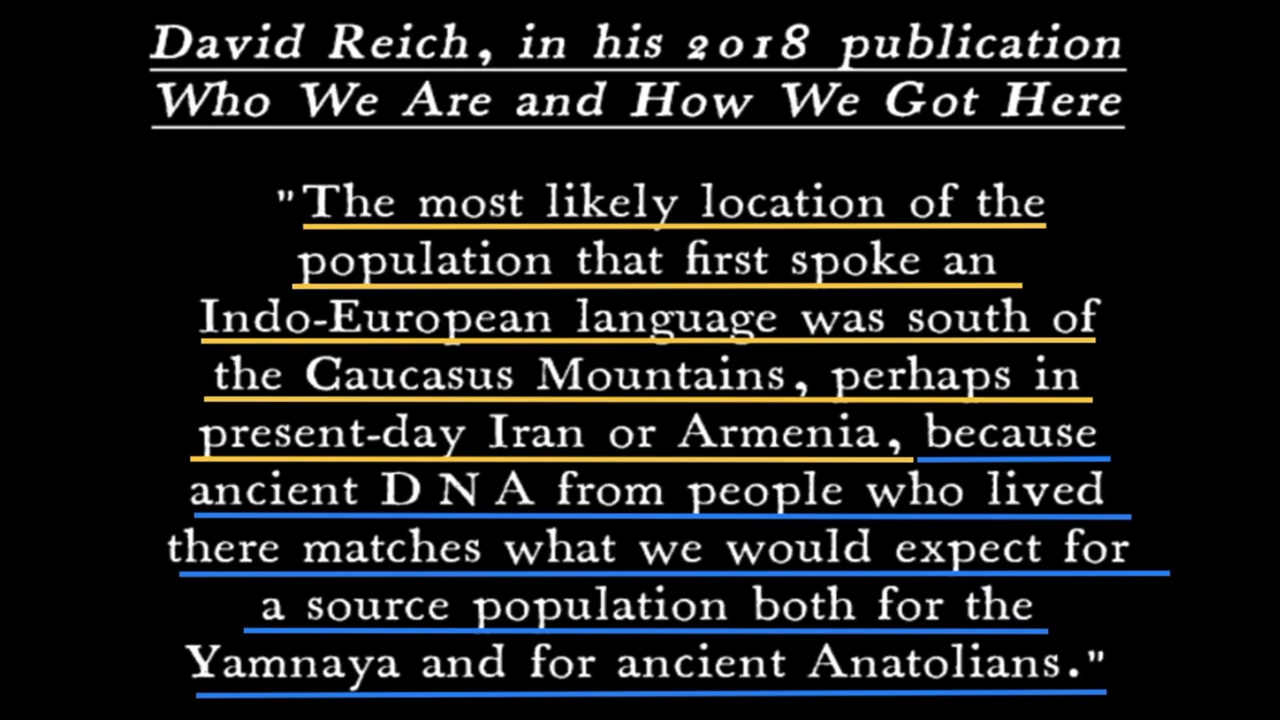 David Reich, in his 2018 publication
Who We Are and How We Got Here
"The most likely location of the
population that first spoke an
Indo-European language was south of
the Caucasus Mountains, perhaps in
present-day Iran or Armenia, because
ancient DNA from people who lived
there matches what we would expect for
a source population both for the
Yamnaya and for ancient Anatolians."